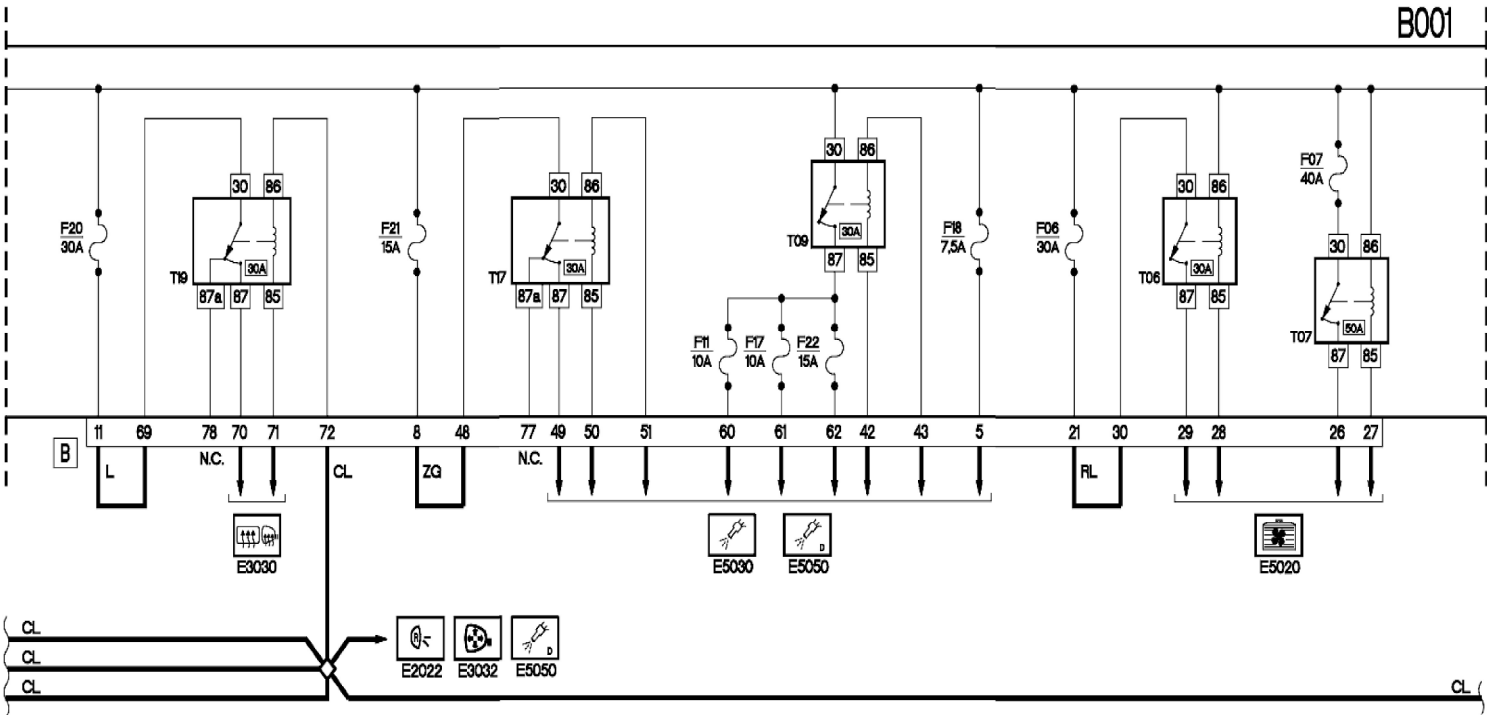 B001
30 86
30 86 30 86 30 86 30 86
F07
40A
F20
30A
T19
30A
F21
15A
T17
30A
T09
30A
F18
7,5A
F06
30A
T06
30A
30 86
87a 87 85
87a 87 85
87 85
87 85
T07
50A
87 85
F11
10A
F17
10A
F22
15A
B
11 69 78 70 71 72 8 48 77 49 50 51 60 61 62 42 43 5 21 30 29 28 26 27
L N.C. CL ZG N.C. RL
D
E3030 E5030 E5050 E5020
CL
R
D
CL
E2022 E3032 E5050
CL CL